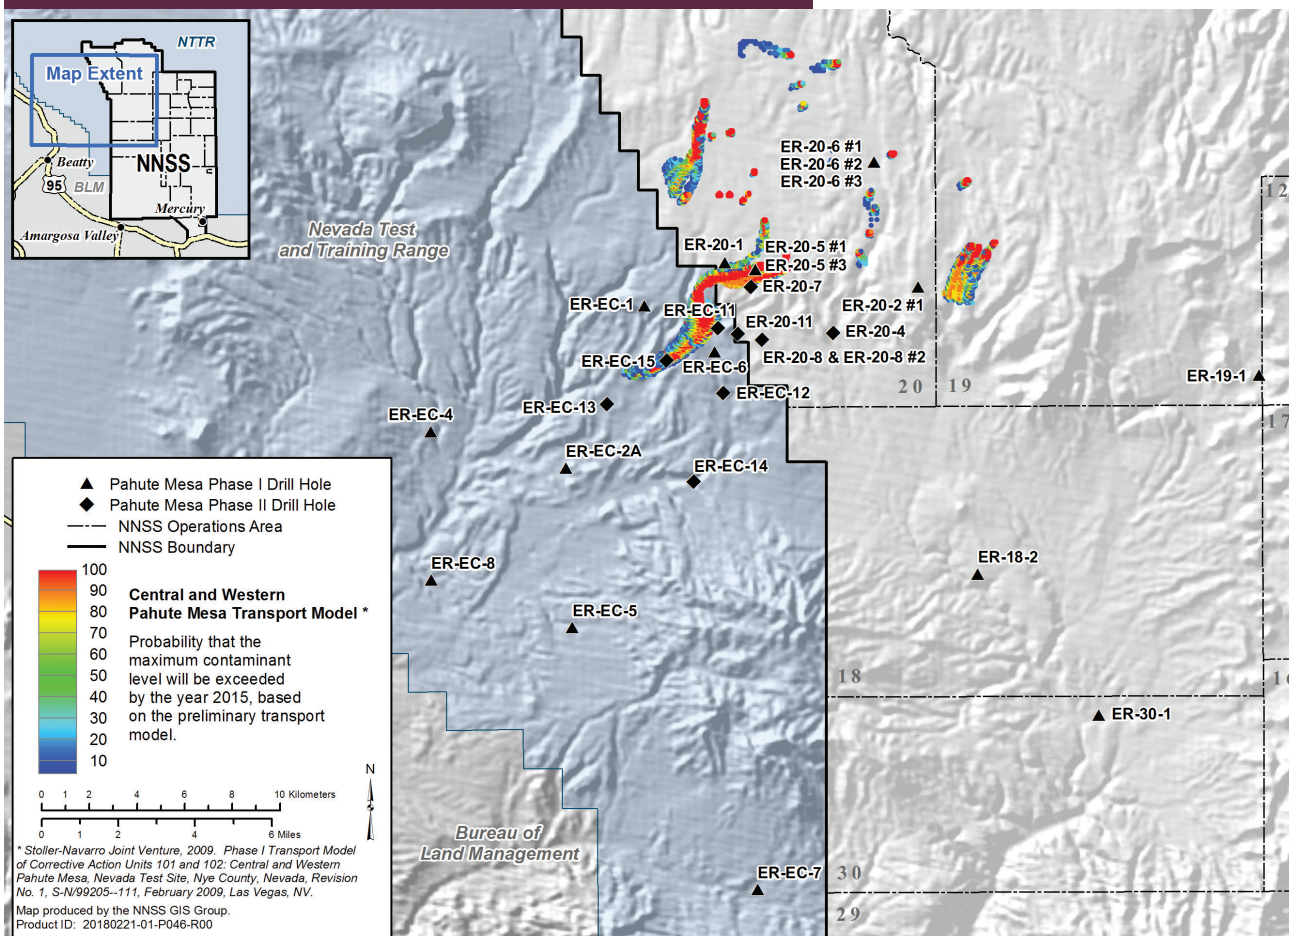 NTTR
Map Extent
NNSS
Beatty
95
BLM
Mercury
Amargosa Valley
Nevada Test
and Training Range
ER-20-6 #1
ER-20-6 #2
ER-20-6 #3
12
ER-20-1
ER-20-5 #1
ER-20-5 #3
ER-20-7
ER-EC-1
ER-20-2 #1
ER-EC-11
ER-20-11
ER-20-4
ER-EC-15
ER-EC-6
ER-20-8 & ER-20-8 #2
ER-19-1
20
19
ER-EC-12
ER-EC-13
ER-EC-4
17
ER-EC-2A
ER-EC-14
ER-EC-8
ER-18-2
ER-EC-5
18
16
ER-30-1
Bureau of
Land Management
ER-EC-7
30
29
Pahute Mesa Phase I Drill Hole
Pahute Mesa Phase II Drill Hole
NNSS Operations Area
NNSS Boundary
100
90
80
70
60
50
40
30
20
10
Central and Western
Pahute Mesa Transport Model *
Probability that the
maximum contaminant
level will be exceeded
by the year 2015, based
on the preliminary transport
model.
N
0 1 2 4 6 8 10 Kilometers
0 1 2 4 6 Miles
* Stoller-Navarro Joint Venture, 2009. Phase I Transport Model
of Corrective Action Units 101 and 102: Central and Western
Pahute Mesa, Nevada Test Site, Nye County, Nevada, Revision
No. 1, S-N/99205--111, February 2009, Las Vegas, NV.
Map produced by the NNSS GIS Group.
Product ID: 20180221-01-P046-R00